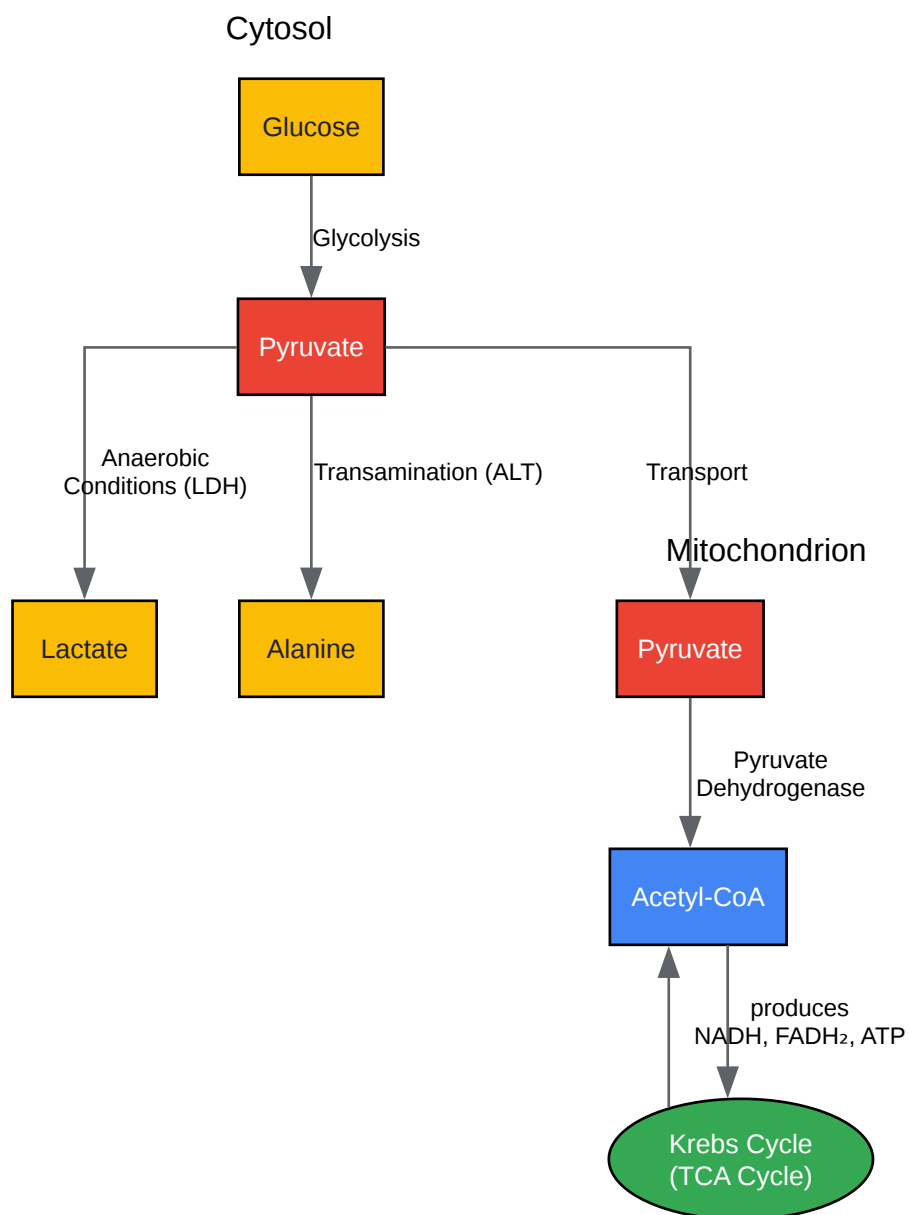 Cytosol
Glucose
Glycolysis
Pyruvate
Anaerobic
Conditions (LDH)
Transamination (ALT)
Transport
Mitochondrion
Lactate
Alanine
Pyruvate
Pyruvate
Dehydrogenase
Acetyl-CoA
produces
NADH, FADH₂, ATP
Krebs Cycle
(TCA Cycle)